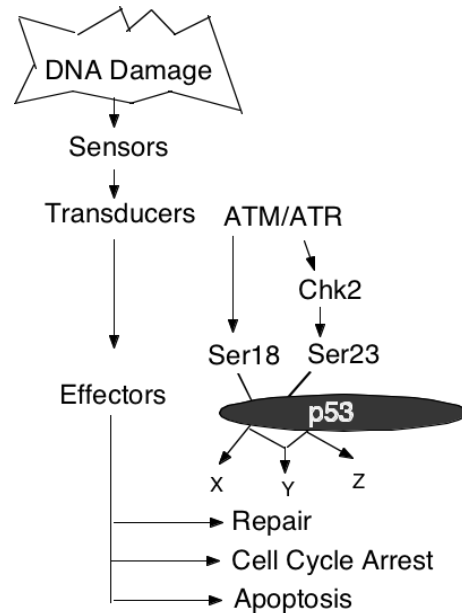 DNA Damage
Sensors
Transducers ATM/ATR
Chk2
Ser18 Ser23
Effectors
p53
X Y Z
Repair
Cell Cycle Arrest
Apoptosis